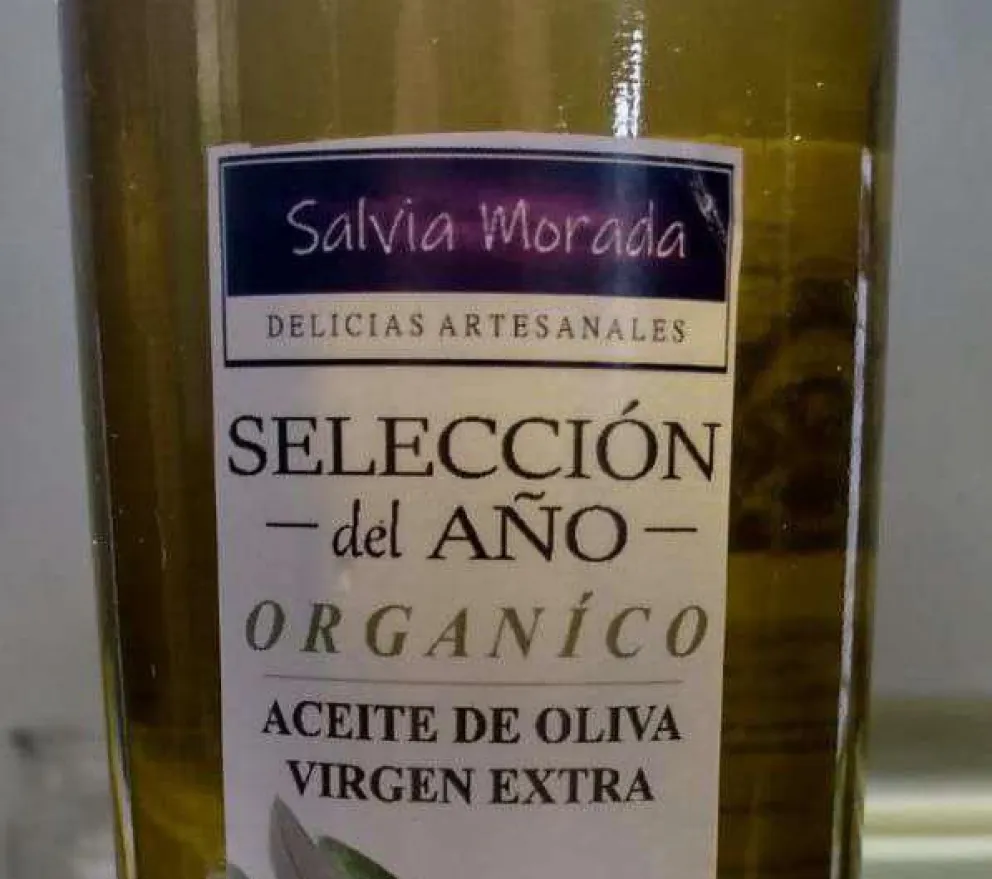 Salvia Morada
DELICIAS ARTESANALES
SELECCIÓN
del AÑO
ORGANÍCO
ACEITE DE OLIVA
VIRGEN EXTRA